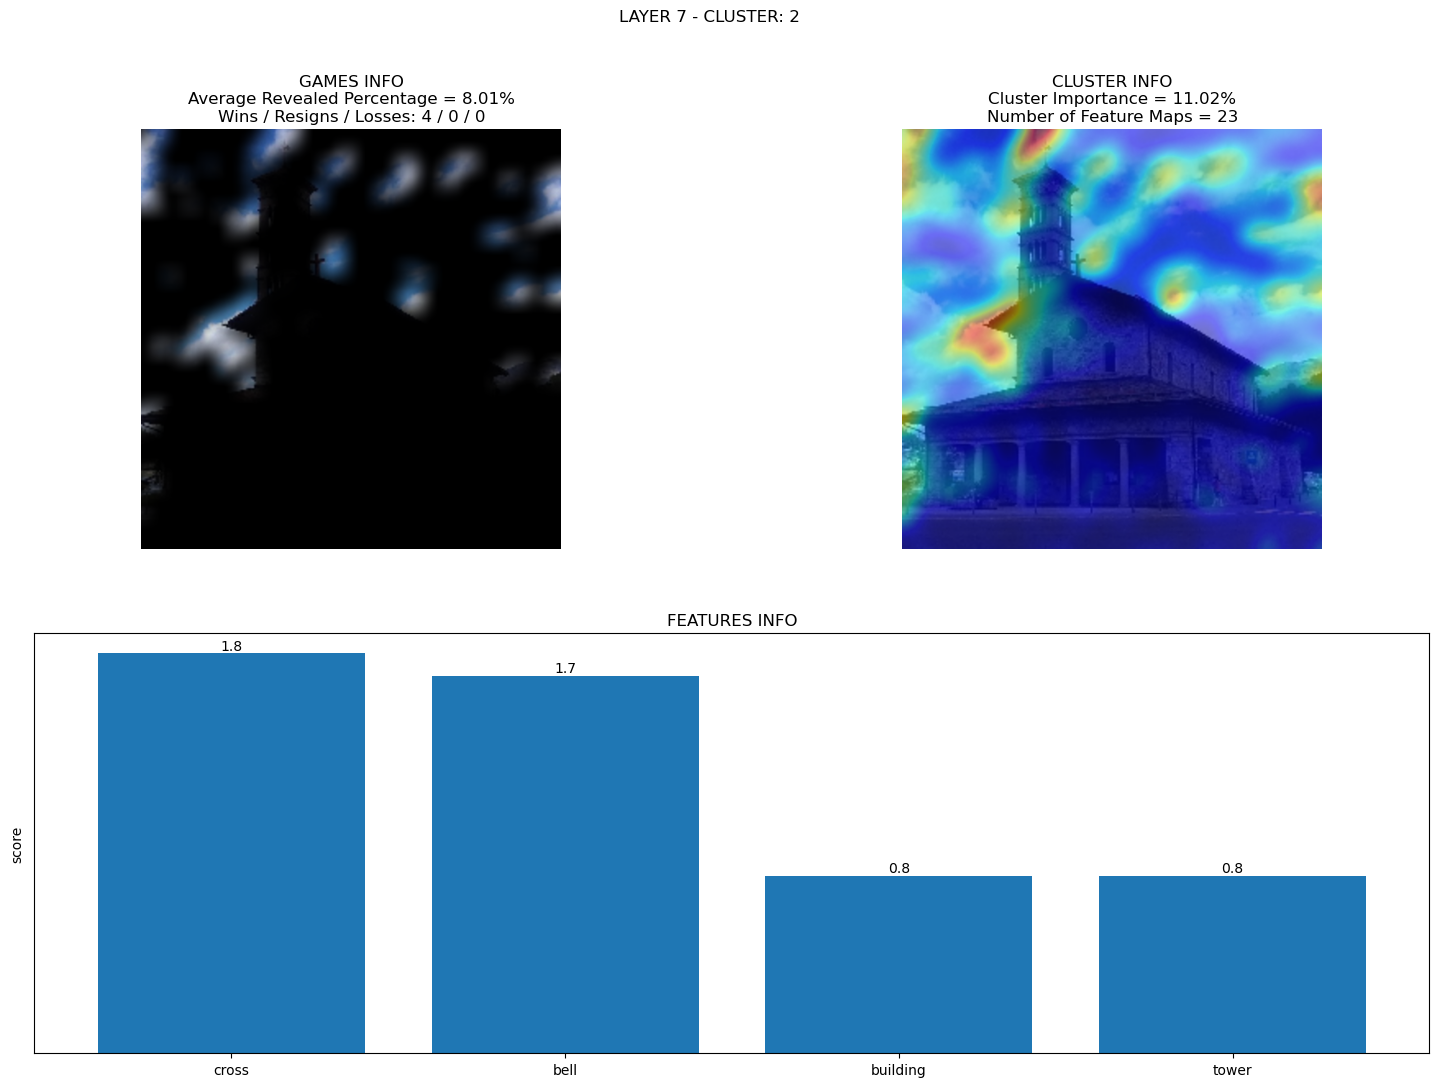 LAYER 7 - CLUSTER: 2
GAMES INFO
Average Revealed Percentage = 8.01%
Wins / Resigns / Losses: 4 / 0 / 0
CLUSTER INFO
Cluster Importance = 11.02%
Number of Feature Maps = 23
FEATURES INFO
score
1.8
1.7
0.8
0.8
cross
bell
building
tower